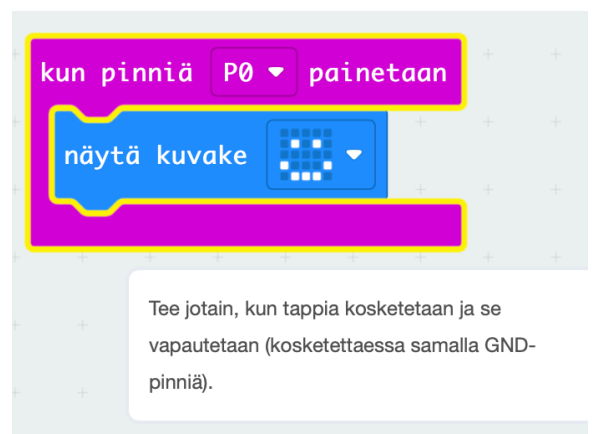 kun pinniä P0 painetaan
näytä kuvake
Tee jotain, kun tappia kosketetaan ja se
vapautetaan (kosketettaessa samalla GND-
pinniä).